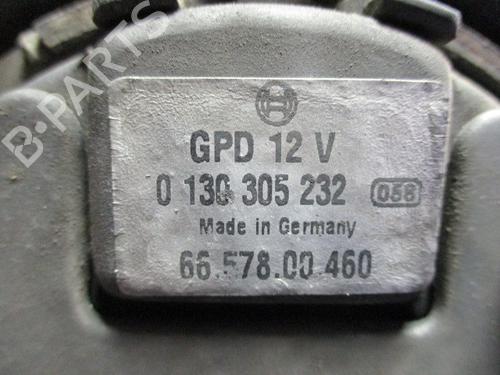 B-PARTS
GPD 12 V
0 130 305 232 058
Made in Germany
66.578.00 460